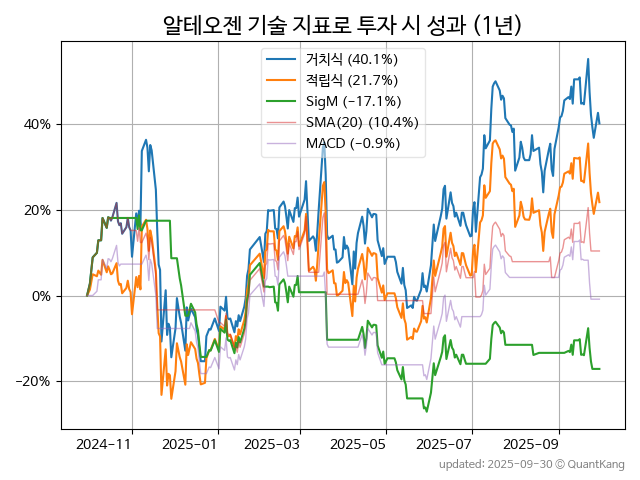 알테오젠 기술 지표로 투자 시 성과 (1년)
거치식 (40.1%)
적립식 (21.7%)
SigM (−17.1%)
SMA(20) (10.4%)
MACD (−0.9%)
40%
20%
0%
−20%
2024-11 2025-01 2025-03 2025-05 2025-07 2025-09
updated: 2025-09-30 © QuantKang